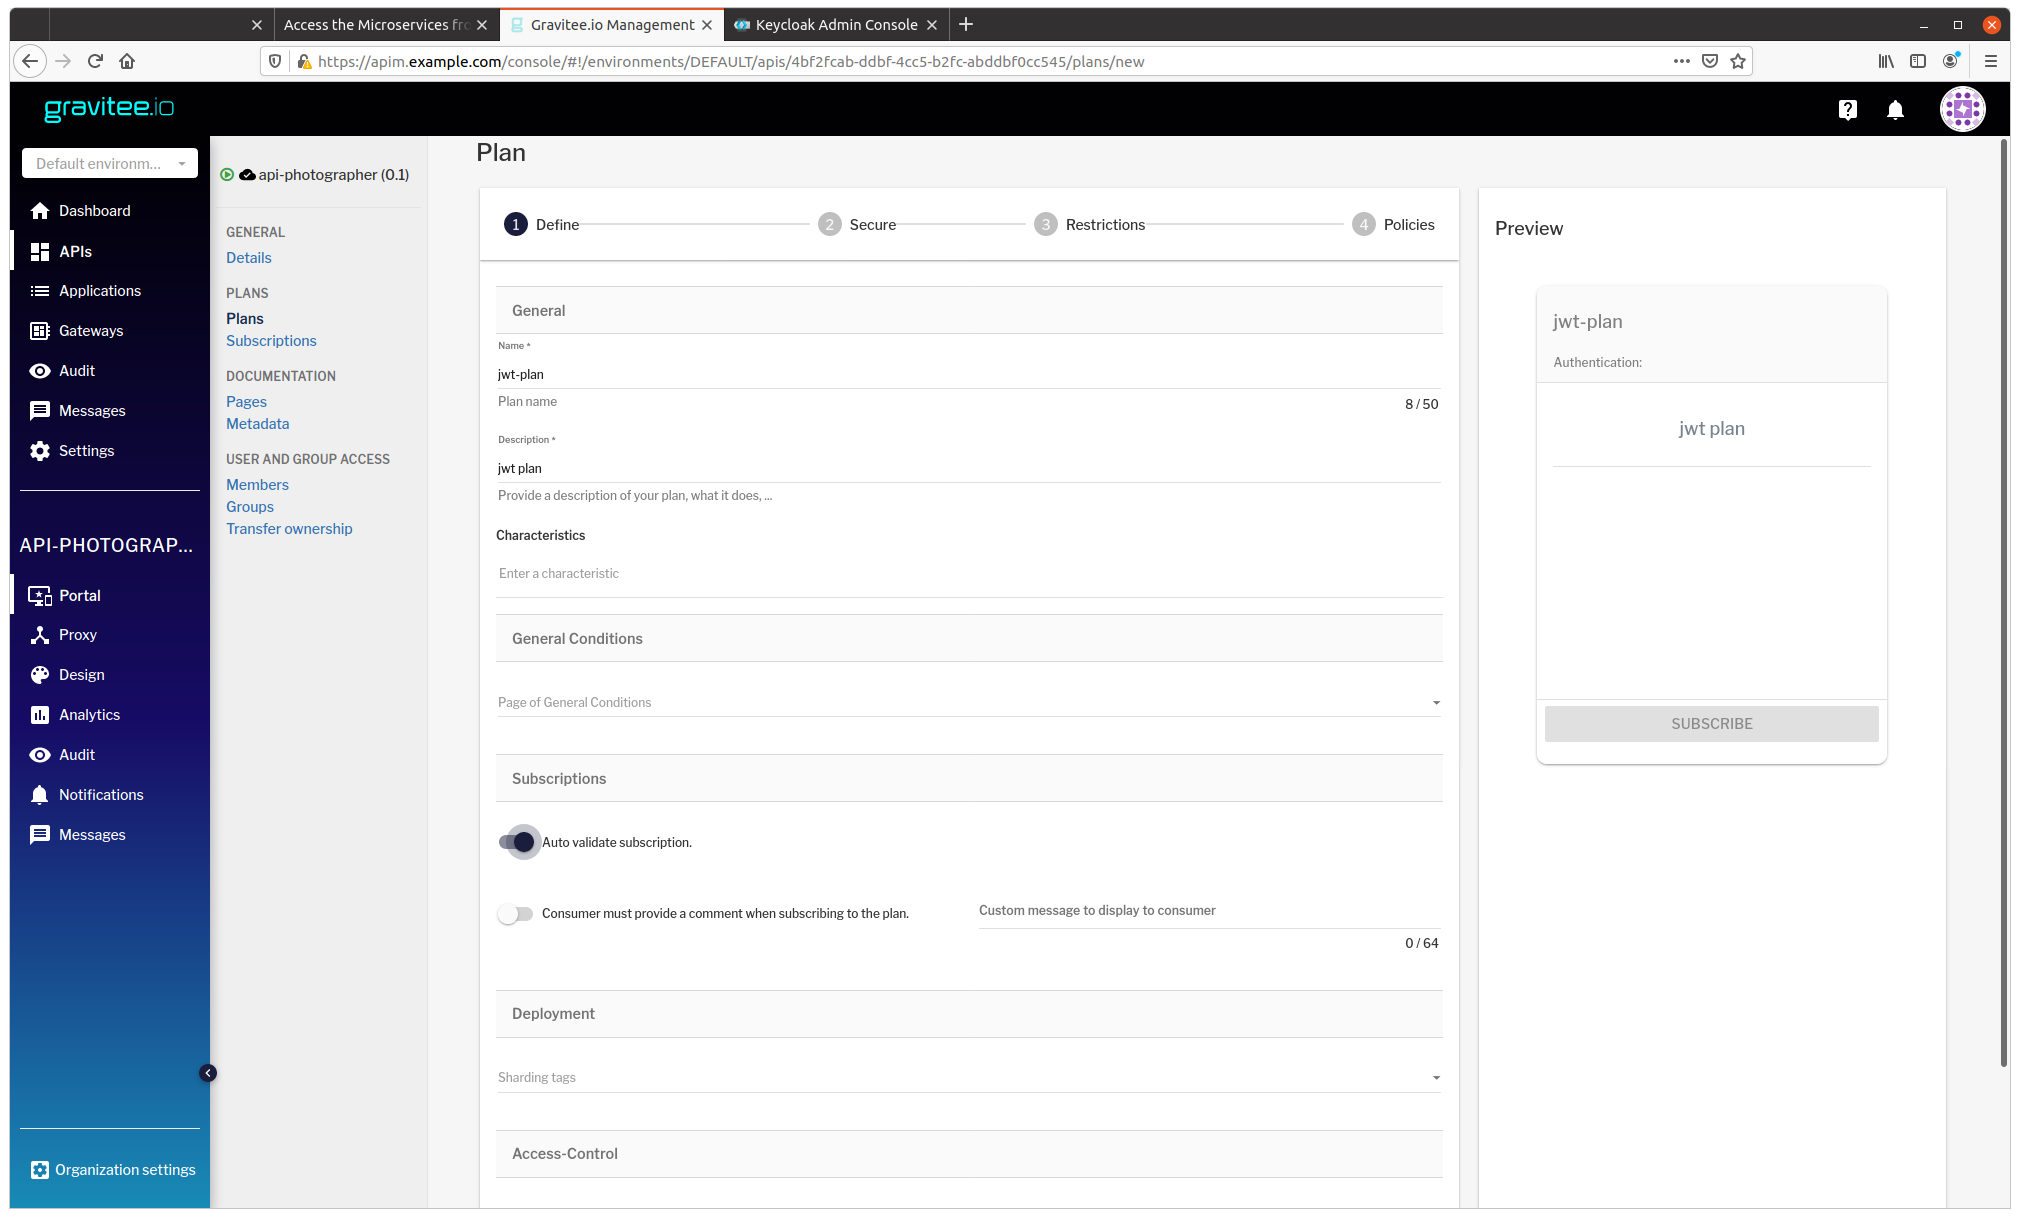 Access the Microservices fro
Gravitee.io Management
Keycloak Admin Console
https://apim.example.com/console/#!/environments/DEFAULT/apis/4bf2fcab-ddbf-4cc5-b2fc-abddbf0cc545/plans/new
gravitee.io
Default environm...
Dashboard
APIs
Applications
Gateways
Audit
Messages
Settings
API-PHOTOGRAP...
Portal
Proxy
Design
Analytics
Audit
Notifications
Messages
Organization settings
api-photographer (0.1)
GENERAL
Details
PLANS
Plans
Subscriptions
DOCUMENTATION
Pages
Metadata
USER AND GROUP ACCESS
Members
Groups
Transfer ownership
Plan
1 Define
2 Secure
3 Restrictions
4 Policies
General
Name *
jwt-plan
Plan name
8 / 50
Description *
jwt plan
Provide a description of your plan, what it does, ...
Characteristics
Enter a characteristic
General Conditions
Page of General Conditions
Subscriptions
Auto validate subscription.
Consumer must provide a comment when subscribing to the plan.
Custom message to display to consumer
0 / 64
Deployment
Sharding tags
Access-Control
Preview
jwt-plan
Authentication:
jwt plan
SUBSCRIBE